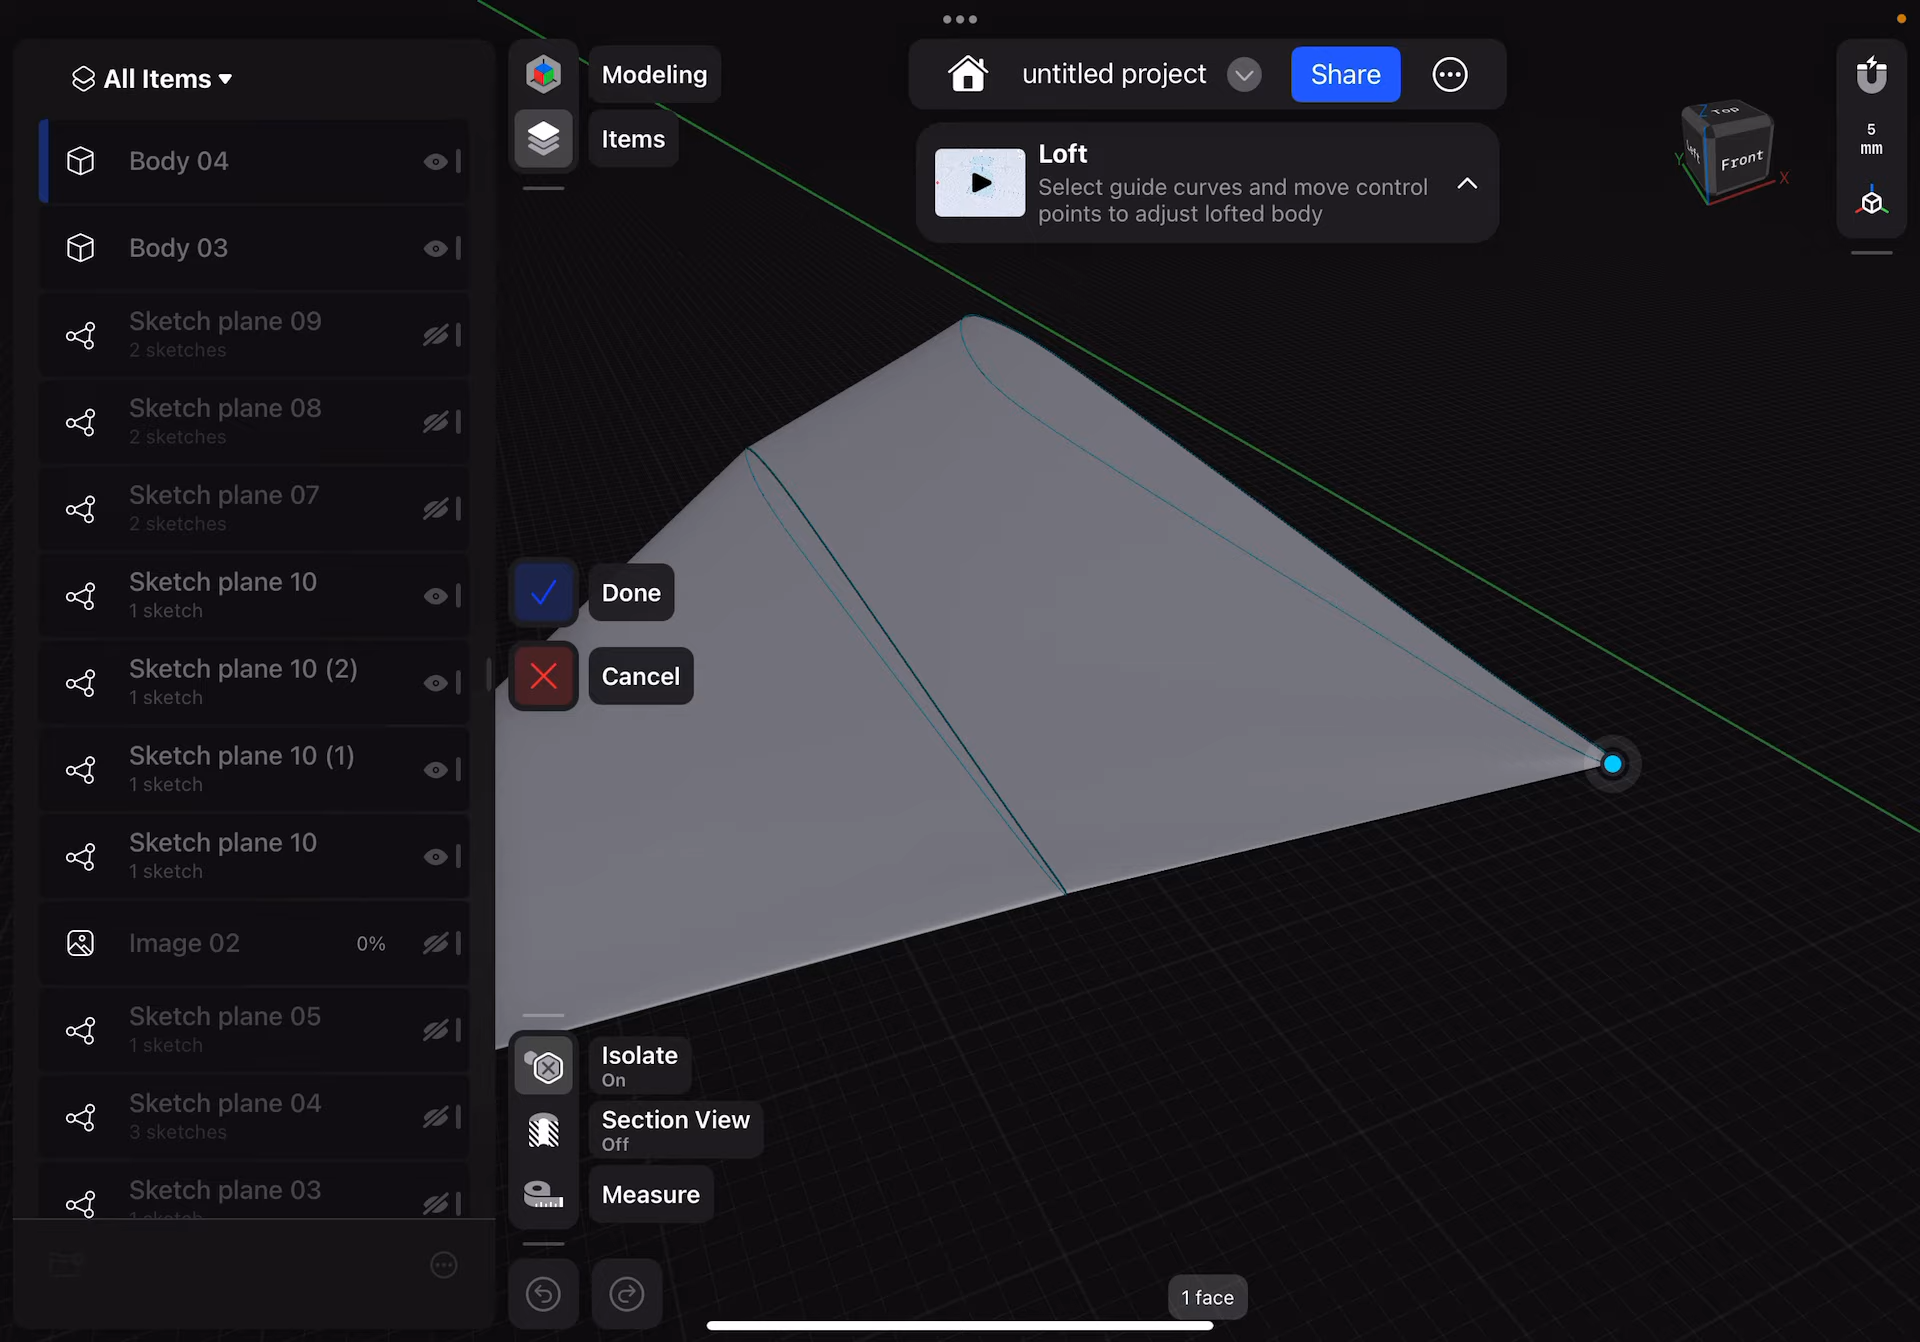 All Items
Body 04
Body 03
Sketch plane 09
2 sketches
Sketch plane 08
2 sketches
Sketch plane 07
2 sketches
Sketch plane 10
1 sketch
Sketch plane 10 (2)
1 sketch
Sketch plane 10 (1)
1 sketch
Sketch plane 10
1 sketch
Image 02 0%
Sketch plane 05
1 sketch
Sketch plane 04
3 sketches
Sketch plane 03
1 sketch
Modeling
Items
untitled project
Share
Loft
Select guide curves and move control
points to adjust lofted body
Top
Left
Front
Z
Y
X
5
mm
Done
Cancel
Isolate
On
Section View
Off
Measure
1 face